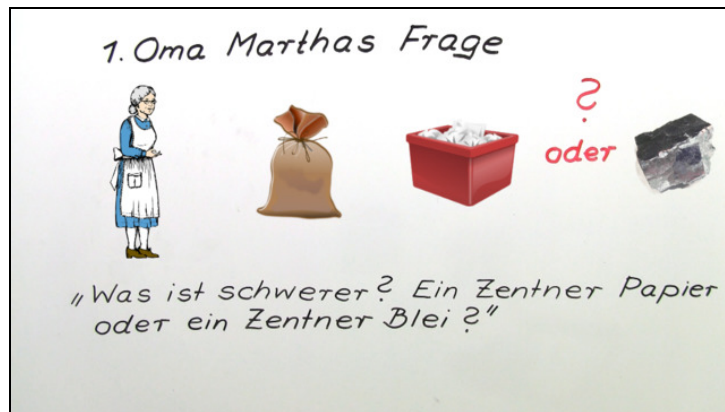 1. Oma Marthas Frage
?
oder
„Was ist schwerer? Ein Zentner Papier
oder ein Zentner Blei?"